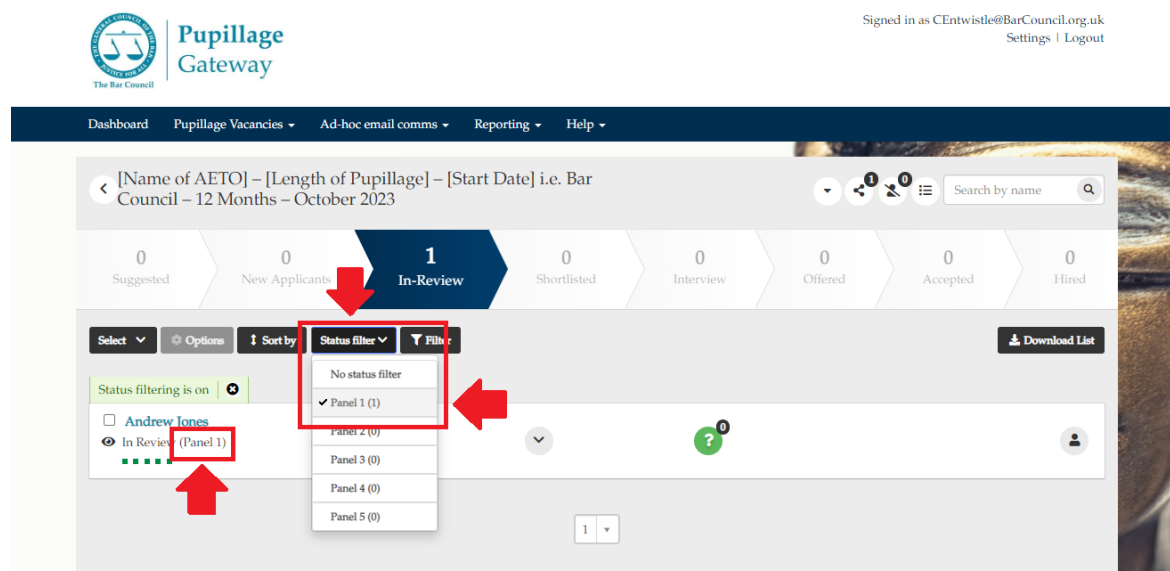 THE GENERAL COUNCIL OF THE BAR
JUSTICE FOR ALL
The Bar Council
Pupillage
Gateway
Signed in as CEntwistle@BarCouncil.org.uk
Settings | Logout
Dashboard Pupillage Vacancies Ad-hoc email comms Reporting Help
[Name of AETO] – [Length of Pupillage] – [Start Date] i.e. Bar
Council – 12 Months – October 2023
1 0 Search by name
0 0 1 0 0 0 0 0
Suggested New Applicants In-Review Shortlisted Interview Offered Accepted Hired
Select Options Sort by Status filter Filter Download List
No status filter
Status filtering is on
Panel 1 (1)
Andrew Jones
Panel 2 (0)
In Review (Panel 1)
? 0
Panel 3 (0)
Panel 4 (0)
Panel 5 (0)
1